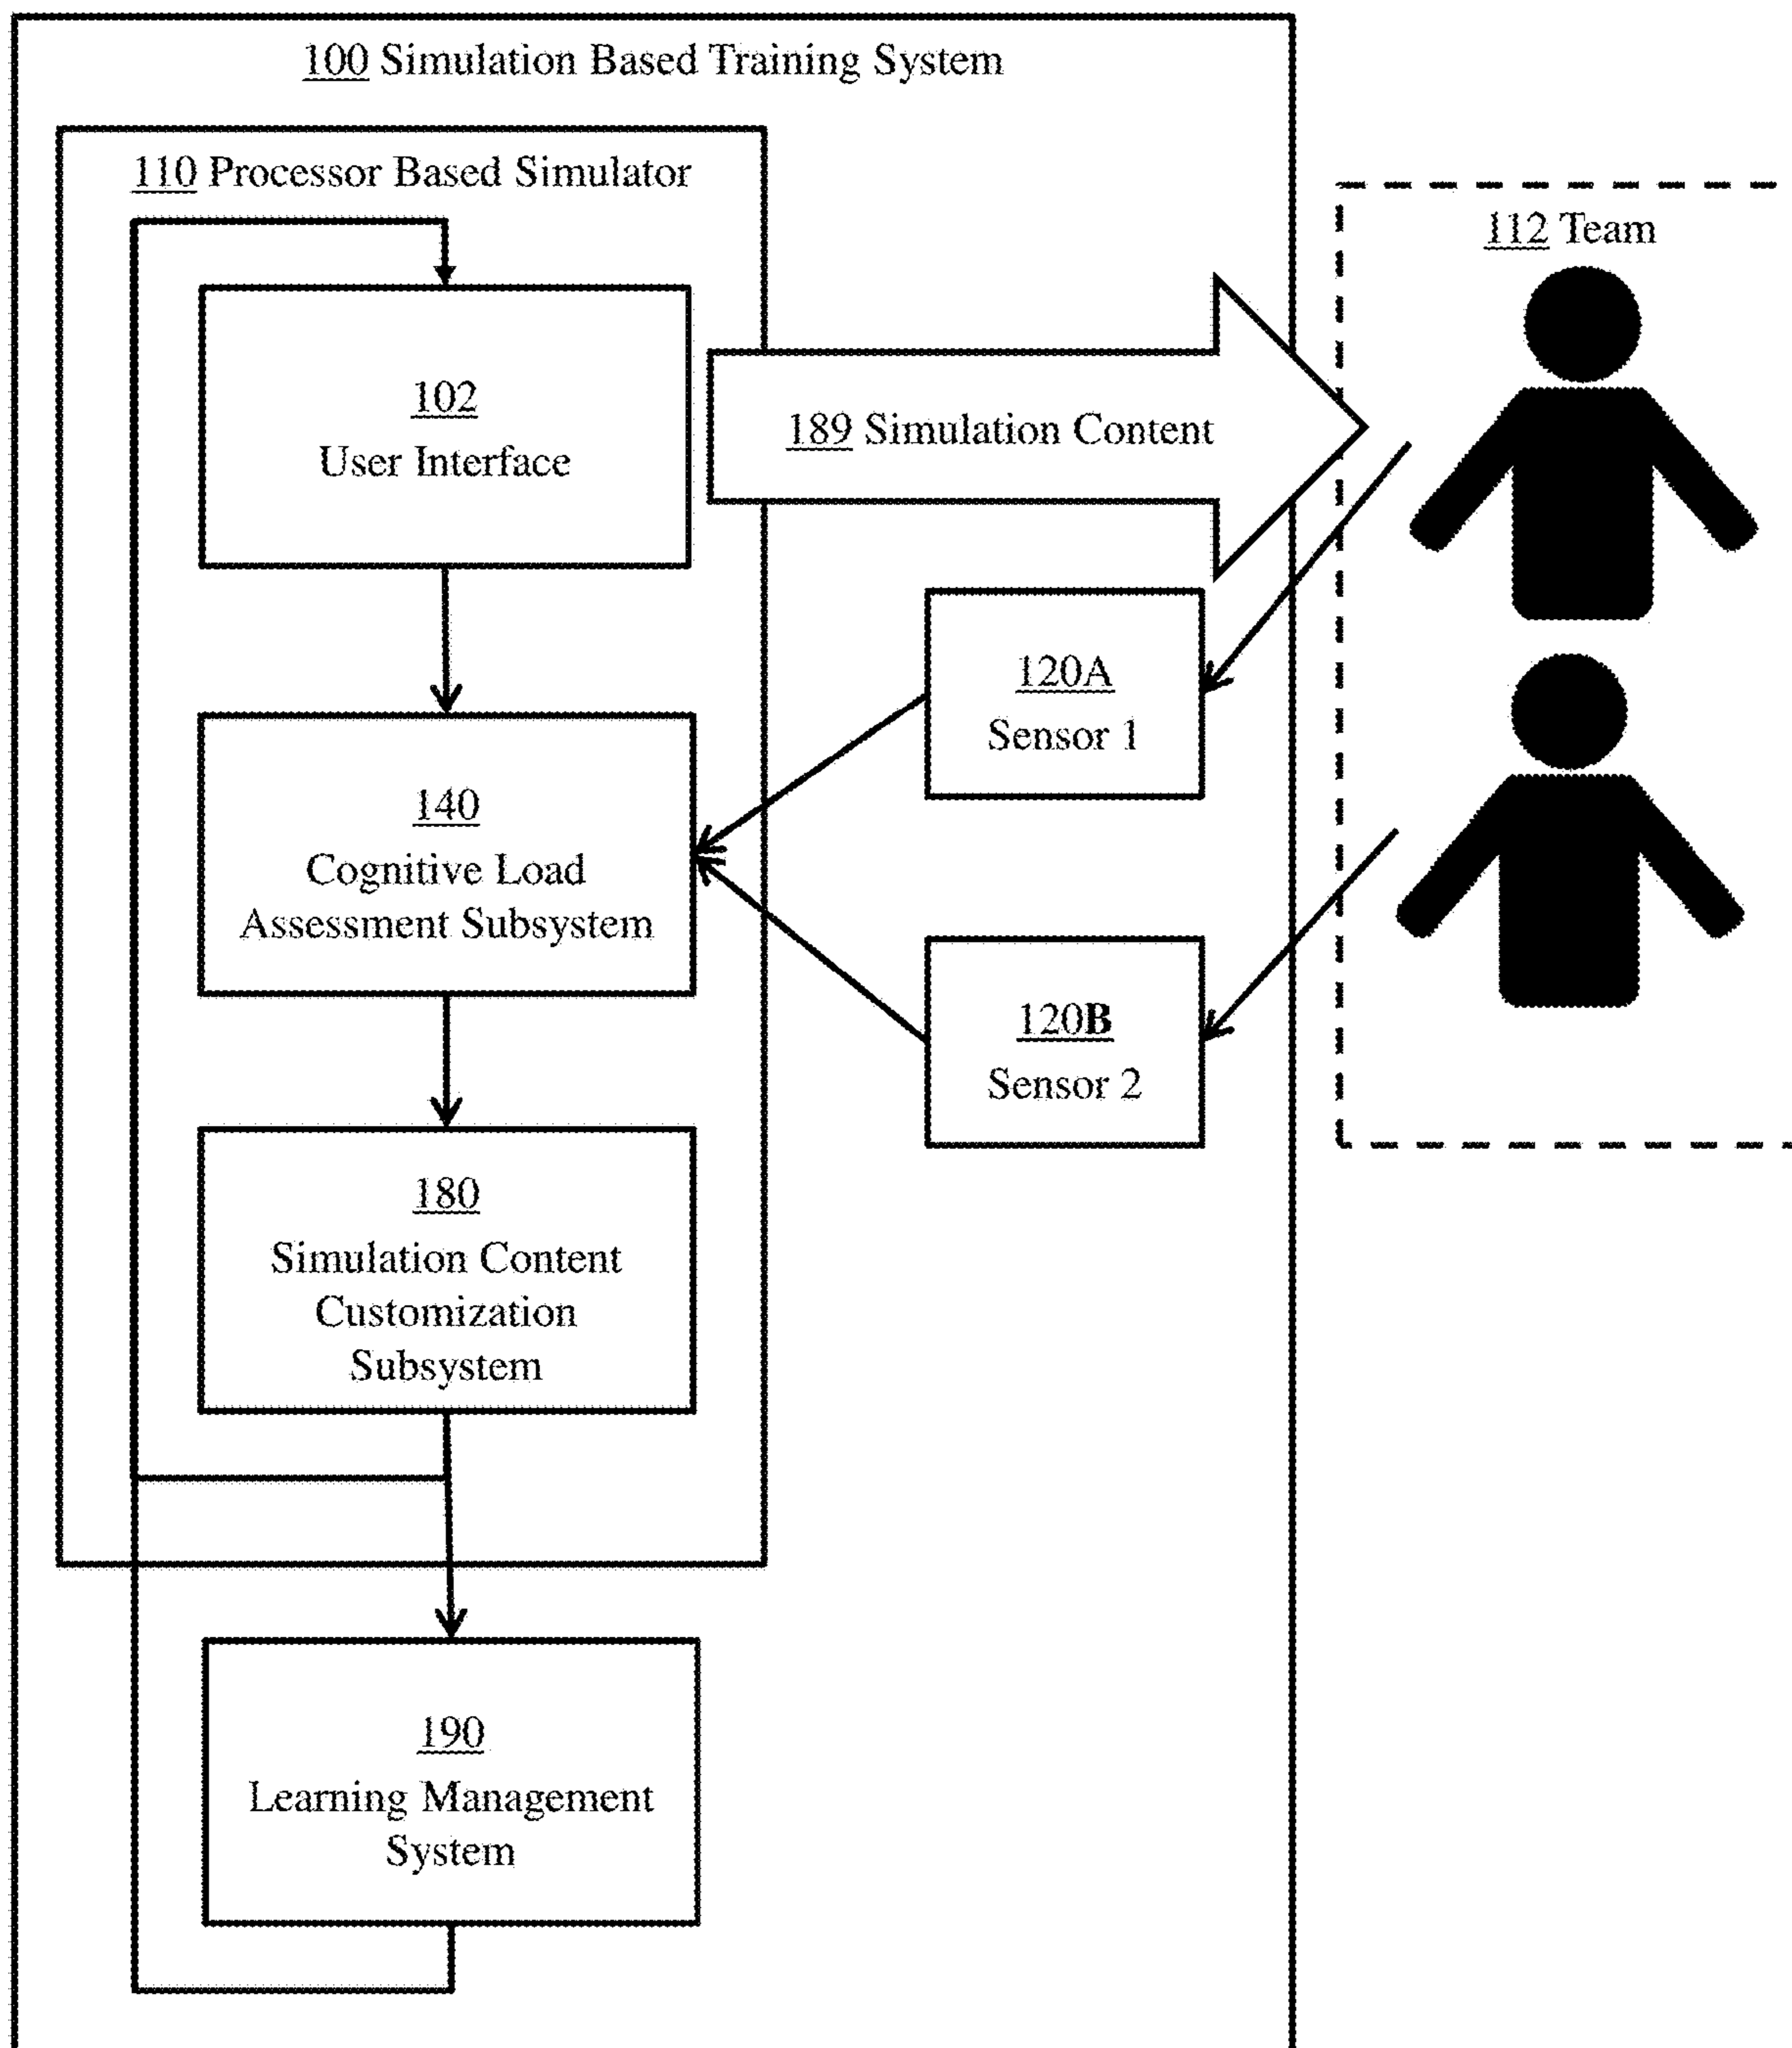 100 Simulation Based Training System
110 Processor Based Simulator
112 Team
102
User Interface
189 Simulation Content
120A
Sensor 1
140
Cognitive Load
Assessment Subsystem
120B
Sensor 2
180
Simulation Content
Customization
Subsystem
190
Learning Management
System